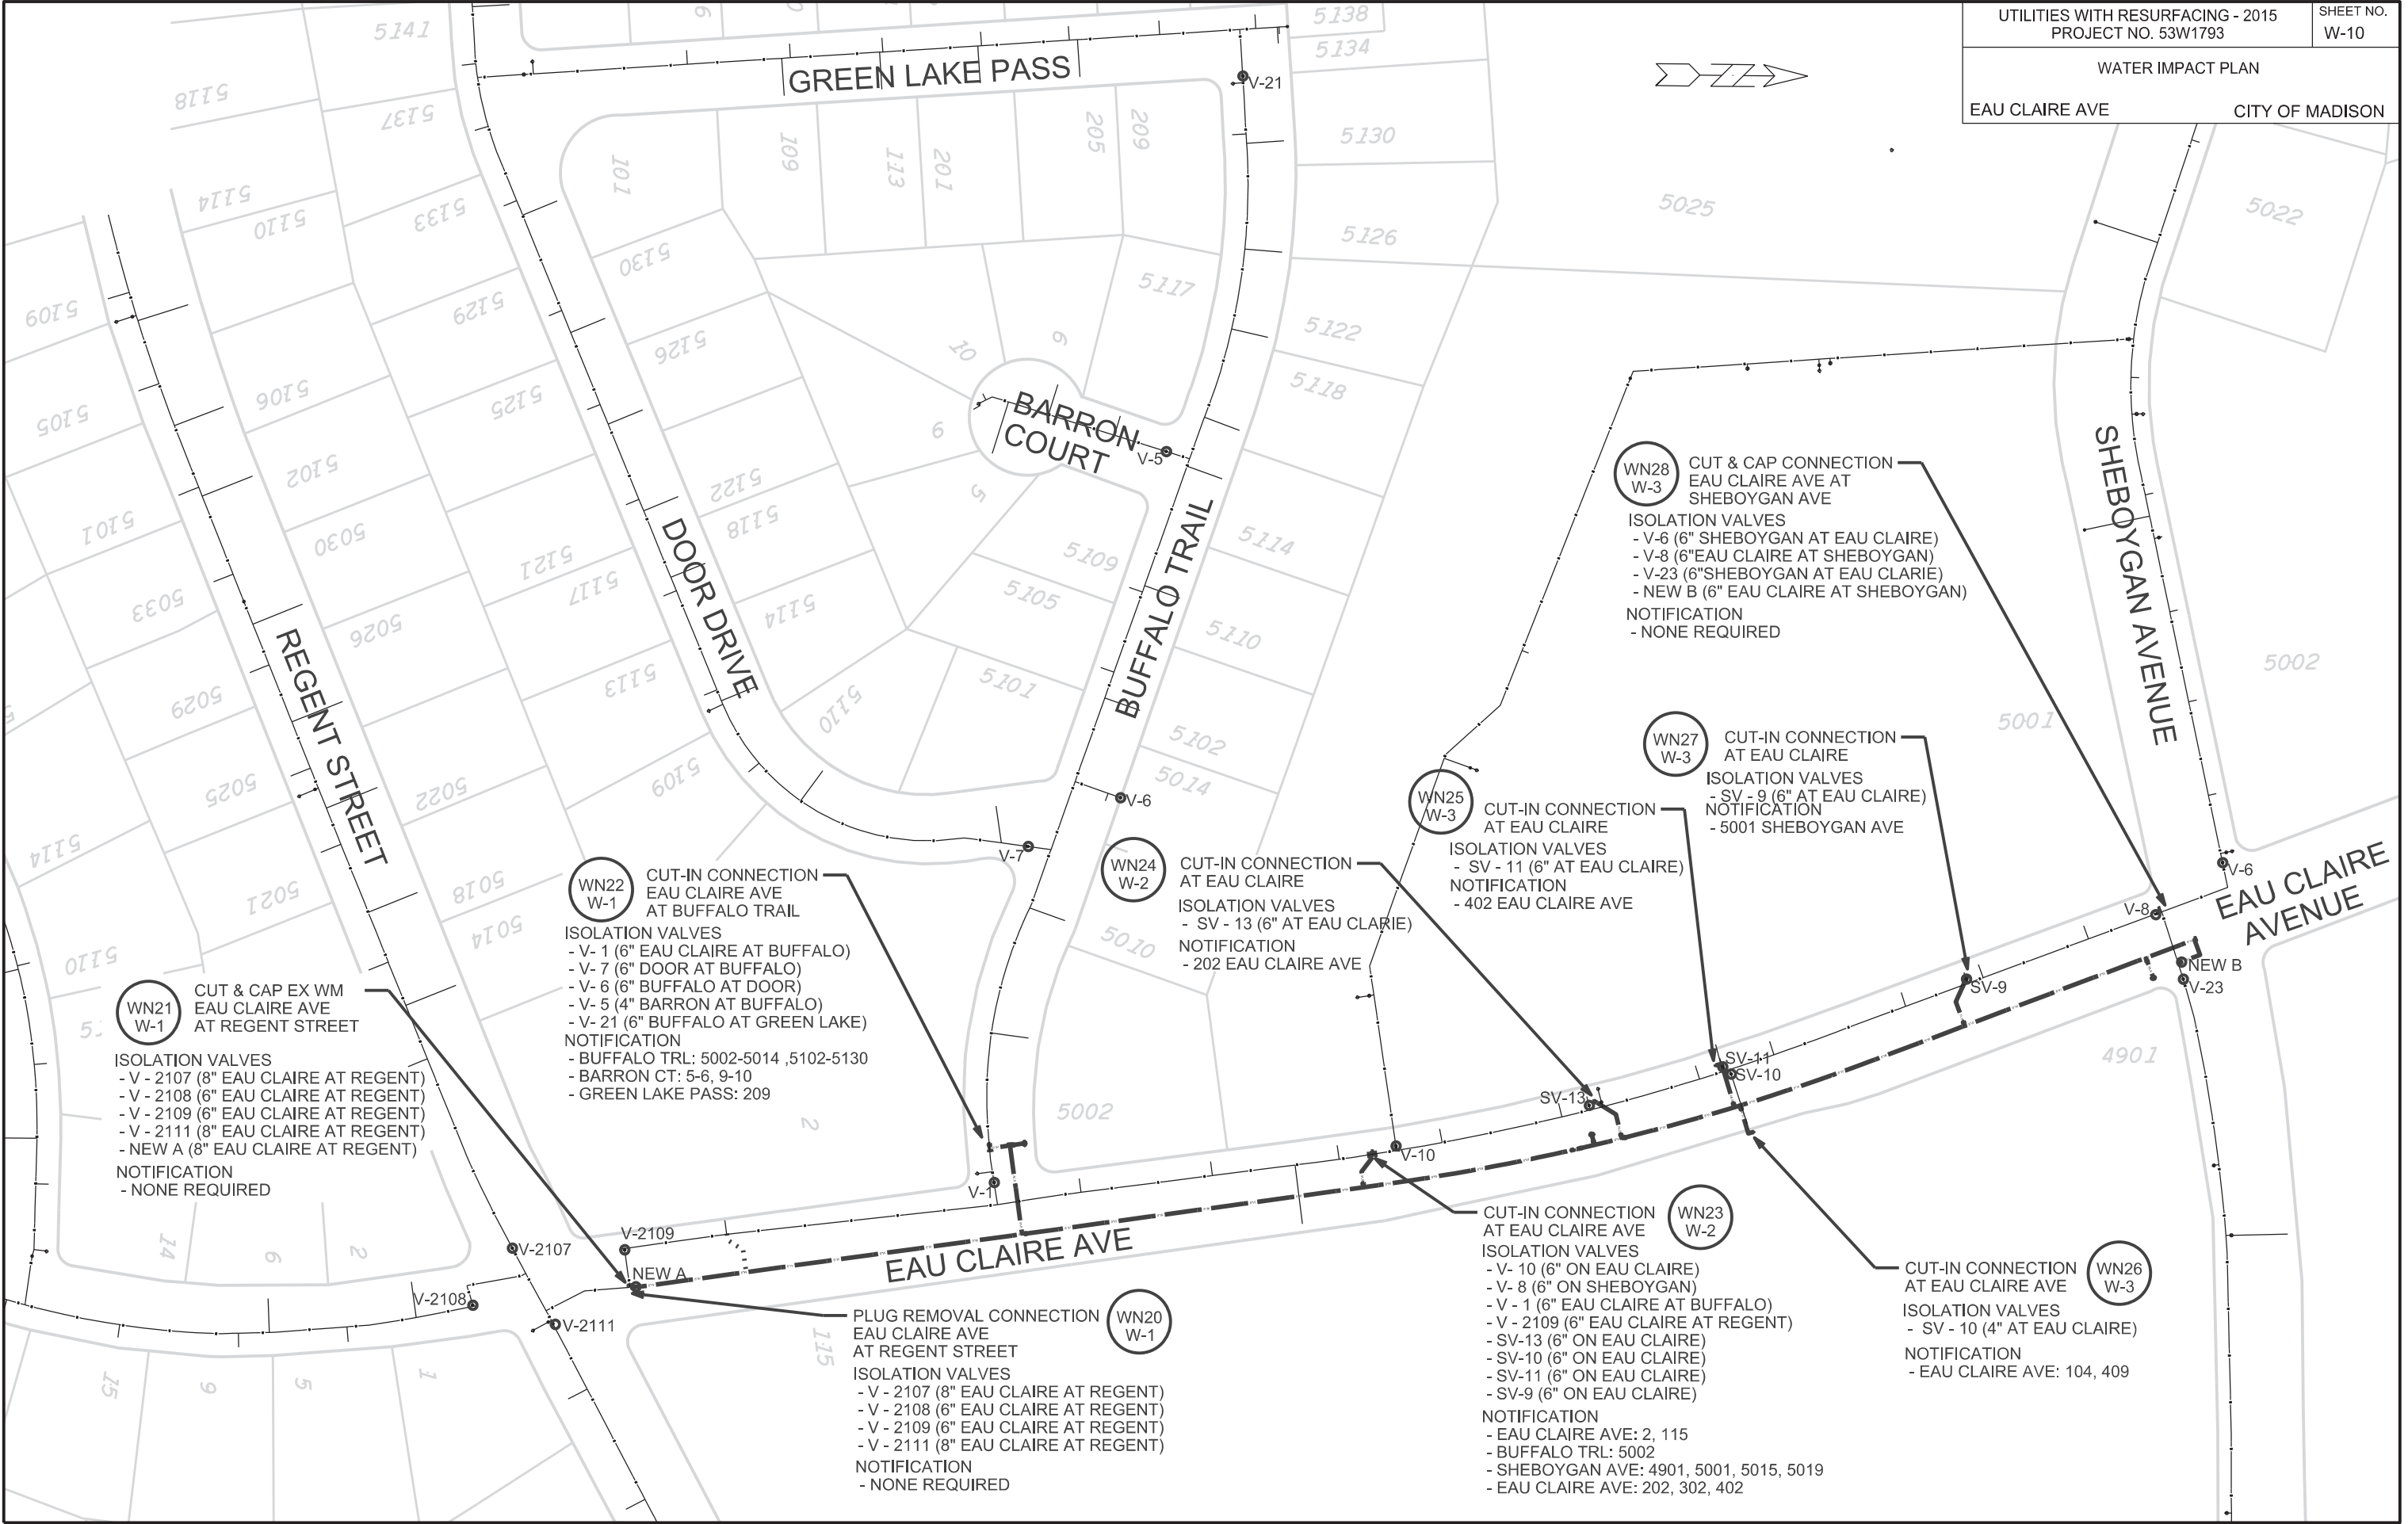 UTILITIES WITH RESURFACING - 2015
PROJECT NO. 53W1793
SHEET NO.
W-10
WATER IMPACT PLAN
EAU CLAIRE AVE
CITY OF MADISON
GREEN LAKE PASS
BARRON
COURT
BUFFALO TRAIL
DOOR DRIVE
REGENT STREET
SHEBOYGAN AVENUE
EAU CLAIRE
AVENUE
EAU CLAIRE AVE
WN28
W-3
CUT & CAP CONNECTION
EAU CLAIRE AVE AT
SHEBOYGAN AVE
ISOLATION VALVES
- V-6 (6" SHEBOYGAN AT EAU CLAIRE)
- V-8 (6"EAU CLAIRE AT SHEBOYGAN)
- V-23 (6"SHEBOYGAN AT EAU CLARIE)
- NEW B (6" EAU CLAIRE AT SHEBOYGAN)
NOTIFICATION
- NONE REQUIRED
WN27
W-3
CUT-IN CONNECTION
AT EAU CLAIRE
ISOLATION VALVES
- SV - 9 (6" AT EAU CLAIRE)
NOTIFICATION
- 5001 SHEBOYGAN AVE
WN25
W-3
CUT-IN CONNECTION
AT EAU CLAIRE
ISOLATION VALVES
- SV - 11 (6" AT EAU CLAIRE)
NOTIFICATION
- 402 EAU CLAIRE AVE
WN24
W-2
CUT-IN CONNECTION
AT EAU CLAIRE
ISOLATION VALVES
- SV - 13 (6" AT EAU CLARIE)
NOTIFICATION
- 202 EAU CLAIRE AVE
WN22
W-1
CUT-IN CONNECTION
EAU CLAIRE AVE
AT BUFFALO TRAIL
ISOLATION VALVES
- V- 1 (6" EAU CLAIRE AT BUFFALO)
- V- 7 (6" DOOR AT BUFFALO)
- V- 6 (6" BUFFALO AT DOOR)
- V- 5 (4" BARRON AT BUFFALO)
- V- 21 (6" BUFFALO AT GREEN LAKE)
NOTIFICATION
- BUFFALO TRL: 5002-5014 ,5102-5130
- BARRON CT: 5-6, 9-10
- GREEN LAKE PASS: 209
WN21
W-1
CUT & CAP EX WM
EAU CLAIRE AVE
AT REGENT STREET
ISOLATION VALVES
- V - 2107 (8" EAU CLAIRE AT REGENT)
- V - 2108 (6" EAU CLAIRE AT REGENT)
- V - 2109 (6" EAU CLAIRE AT REGENT)
- V - 2111 (8" EAU CLAIRE AT REGENT)
- NEW A (8" EAU CLAIRE AT REGENT)
NOTIFICATION
- NONE REQUIRED
PLUG REMOVAL CONNECTION
EAU CLAIRE AVE
AT REGENT STREET
WN20
W-1
ISOLATION VALVES
- V - 2107 (8" EAU CLAIRE AT REGENT)
- V - 2108 (6" EAU CLAIRE AT REGENT)
- V - 2109 (6" EAU CLAIRE AT REGENT)
- V - 2111 (8" EAU CLAIRE AT REGENT)
NOTIFICATION
- NONE REQUIRED
CUT-IN CONNECTION
AT EAU CLAIRE AVE
WN23
W-2
ISOLATION VALVES
- V- 10 (6" ON EAU CLAIRE)
- V- 8 (6" ON SHEBOYGAN)
- V - 1 (6" EAU CLAIRE AT BUFFALO)
- V - 2109 (6" EAU CLAIRE AT REGENT)
- SV-13 (6" ON EAU CLAIRE)
- SV-10 (6" ON EAU CLAIRE)
- SV-11 (6" ON EAU CLAIRE)
- SV-9 (6" ON EAU CLAIRE)
NOTIFICATION
- EAU CLAIRE AVE: 2, 115
- BUFFALO TRL: 5002
- SHEBOYGAN AVE: 4901, 5001, 5015, 5019
- EAU CLAIRE AVE: 202, 302, 402
CUT-IN CONNECTION
AT EAU CLAIRE AVE
WN26
W-3
ISOLATION VALVES
- SV - 10 (4" AT EAU CLAIRE)
NOTIFICATION
- EAU CLAIRE AVE: 104, 409
V-21
V-5
V-6
V-7
V-1
V-10
SV-13
SV-11
SV-10
SV-9
V-8
V-6
NEW B
V-23
V-2107
V-2108
V-2109
V-2111
NEW A
5141
5118
5137
5114
5110
5133
5109
5129
5105
5106
5125
5101
5102
5030
5121
5117
5033
5026
5113
5029
5025
5022
5109
5114
5021
5018
5014
5110
14
6
2
15
9
5
1
115
2
101
109
113
201
205
209
5130
5126
5122
5118
5114
5110
10
9
6
5
5117
5109
5105
5101
5138
5134
5130
5126
5122
5118
5114
5110
5102
5014
5010
5002
5025
5022
5002
5001
4901